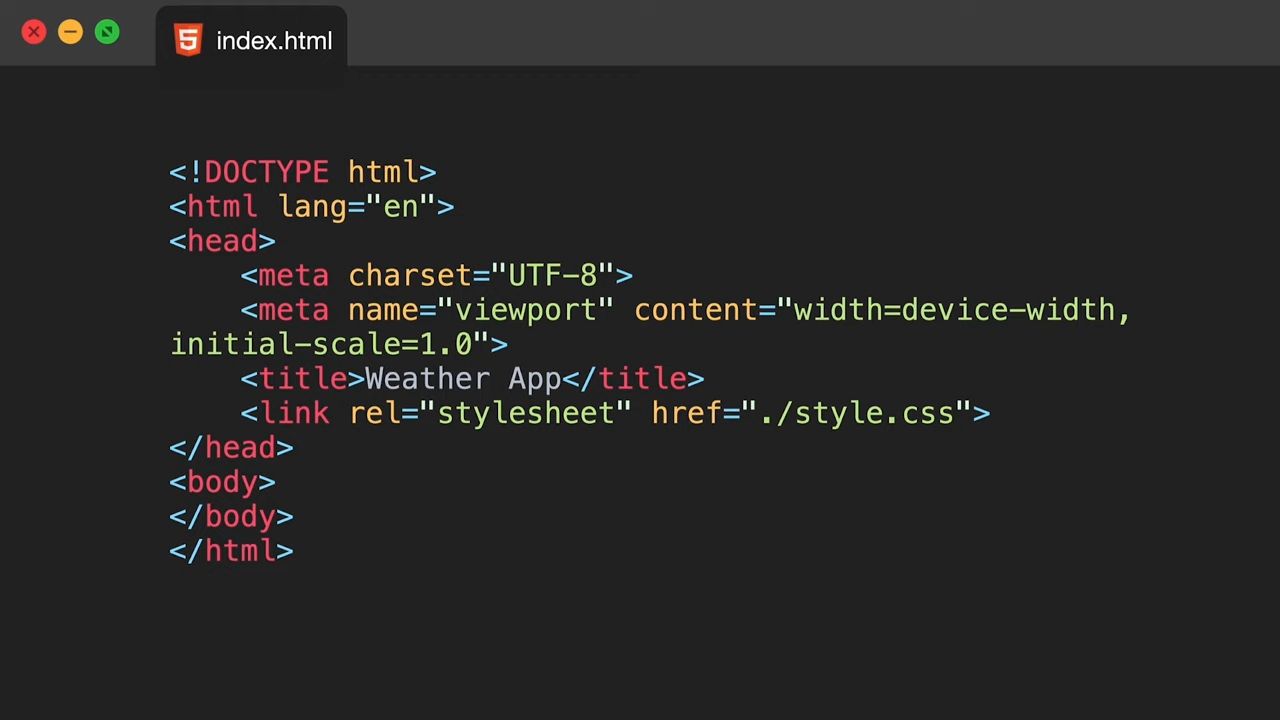 index.html
<!DOCTYPE html>
<html lang="en">
<head>
    <meta charset="UTF-8">
    <meta name="viewport" content="width=device-width,
initial-scale=1.0">
    <title>Weather App</title>
    <link rel="stylesheet" href="./style.css">
</head>
<body>
</body>
</html>